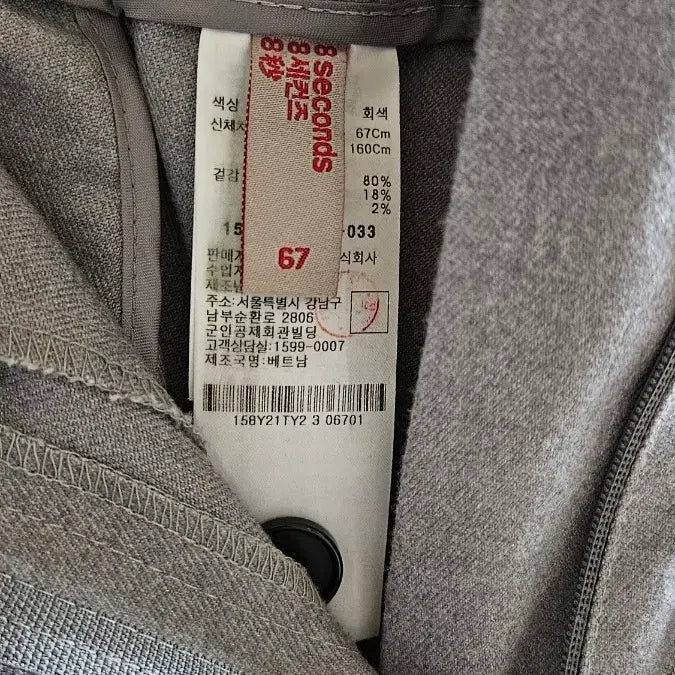 8 seconds
8 세컨즈
8 秒
67
색상 회색
신체 67Cm
160Cm
겉감 80%
18%
2%
15 -033
판매 식회사
수입
제조
주소:서울특별시 강남구
남부순환로 2806
군인공제회관빌딩
고객상담실:1599-0007
제조국명:베트남
158Y21TY2 3 06701